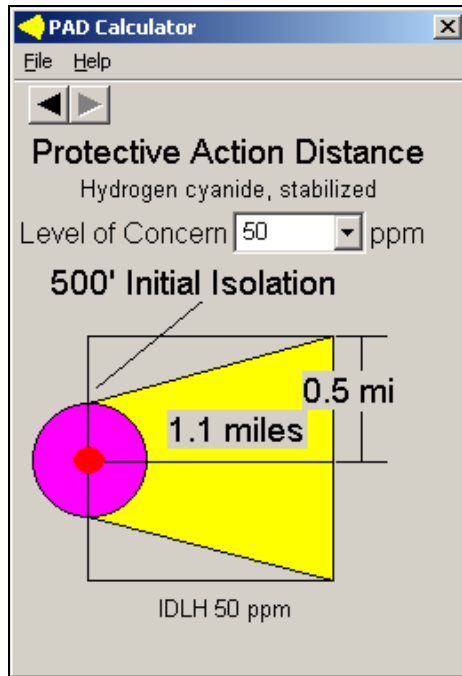 PAD Calculator
File Help
Protective Action Distance
Hydrogen cyanide, stabilized
Level of Concern 50 ppm
500' Initial Isolation
0.5 mi
1.1 miles
IDLH 50 ppm